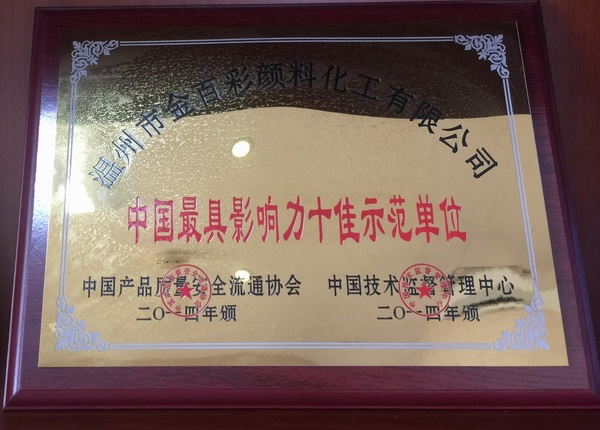 温州市金百彩颜料化工有限公司
中国最具影响力十佳示范单位
中国产品质量安全流通协会 中国技术监督管理中心
二〇一四年颁 二〇一四年颁